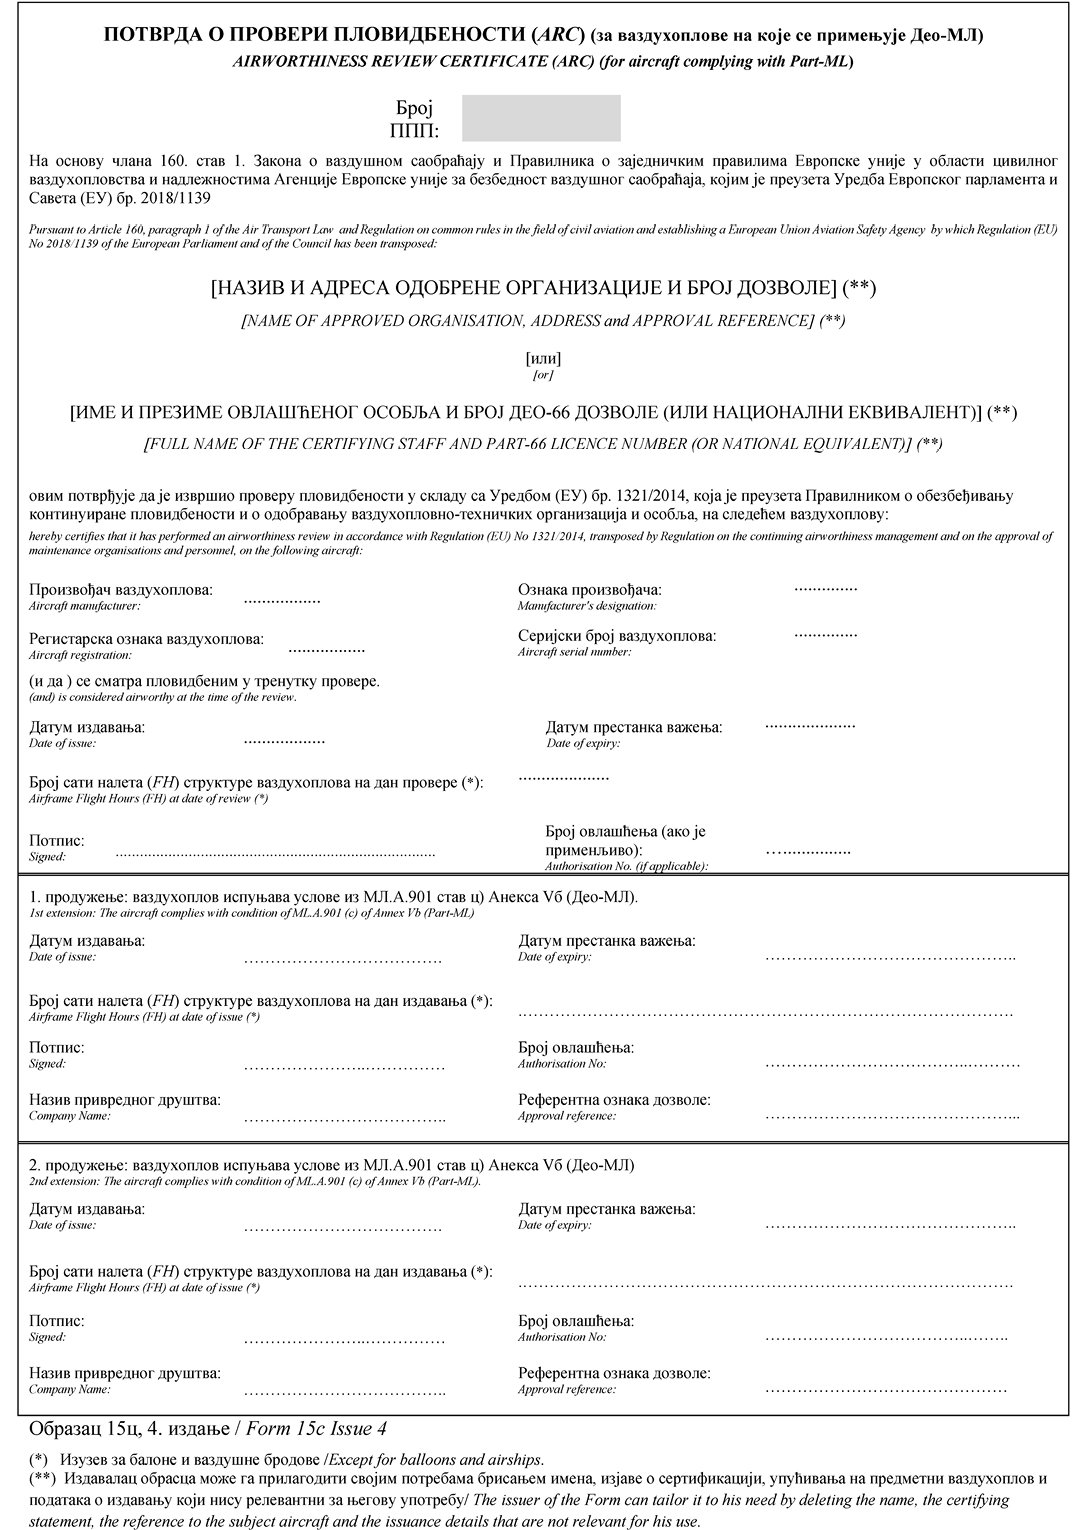 ПОТВРДА О ПРОВЕРИ ПЛОВИДБЕНОСТИ (ARC) (за ваздухоплове на које се примењује Део-МЛ)
AIRWORTHINESS REVIEW CERTIFICATE (ARC) (for aircraft complying with Part-ML)
Број
ППП:
На основу члана 160. став 1. Закона о ваздушном саобраћају и Правилника о заједничким правилима Европске уније у области цивилног
ваздухопловства и надлежностима Агенције Европске уније за безбедност ваздушног саобраћаја, којим је преузета Уредба Европског парламента и
Савета (ЕУ) бр. 2018/1139
Pursuant to Article 160, paragraph 1 of the Air Transport Law and Regulation on common rules in the field of civil aviation and establishing a European Union Aviation Safety Agency by which Regulation (EU)
No 2018/1139 of the European Parliament and of the Council has been transposed:
[НАЗИВ И АДРЕСА ОДОБРЕНЕ ОРГАНИЗАЦИЈЕ И БРОЈ ДОЗВОЛЕ] (**)
[NAME OF APPROVED ORGANISATION, ADDRESS and APPROVAL REFERENCE] (**)
[или]
[or]
[ИМЕ И ПРЕЗИМЕ ОВЛАШЋЕНОГ ОСОБЉА И БРОЈ ДЕО-66 ДОЗВОЛЕ (ИЛИ НАЦИОНАЛНИ ЕКВИВАЛЕНТ)] (**)
[FULL NAME OF THE CERTIFYING STAFF AND PART-66 LICENCE NUMBER (OR NATIONAL EQUIVALENT)] (**)
овим потврђује да је извршио проверу пловидбености у складу са Уредбом (ЕУ) бр. 1321/2014, која је преузета Правилником о обезбеђивању
континуиране пловидбености и о одобравању ваздухопловно-техничких организација и особља, на следећем ваздухоплову:
hereby certifies that it has performed an airworthiness review in accordance with Regulation (EU) No 1321/2014, transposed by Regulation on the continuing airworthiness management and on the approval of
maintenance organisations and personnel, on the following aircraft:
Произвођач ваздухоплова: ................. Ознака произвођача: ..............
Aircraft manufacturer: Manufacturer's designation:
Регистарска ознака ваздухоплова: ................. Серијски број ваздухоплова: ..............
Aircraft registration: Aircraft serial number:
(и да ) се сматра пловидбеним у тренутку провере.
(and) is considered airworthy at the time of the review.
Датум издавања: .................. Датум престанка важења: ....................
Date of issue: Date of expiry:
Број сати налета (FH) структуре ваздухоплова на дан провере (*): ....................
Airframe Flight Hours (FH) at date of review (*)
Потпис: ................................................................................ Број овлашћења (ако је
применљиво): ….................
Signed: Authorisation No. (if applicable):
1. продужење: ваздухоплов испуњава услове из МЛ.А.901 став ц) Анекса Vб (Део-МЛ).
1st extension: The aircraft complies with condition of ML.A.901 (c) of Annex Vb (Part-ML)
Датум издавања: …………………………………. Датум престанка важења: …………………………………………..
Date of issue: Date of expiry:
Број сати налета (FH) структуре ваздухоплова на дан издавања (*): .……………………………………………………………………………………….
Airframe Flight Hours (FH) at date of issue (*)
Потпис: …………………..…………… Број овлашћења: …………………………………..……….
Signed: Authorisation No:
Назив привредног друштва: ………………………………….. Референтна ознака дозволе: …………………………………………..
Company Name: Approval reference:
2. продужење: ваздухоплов испуњава услове из МЛ.А.901 став ц) Анекса Vб (Део-МЛ)
2nd extension: The aircraft complies with condition of ML.A.901 (c) of Annex Vb (Part-ML).
Датум издавања: …………………………………. Датум престанка важења: …………………………………………..
Date of issue: Date of expiry:
Број сати налета (FH) структуре ваздухоплова на дан издавања (*): .……………………………………………………………………………………….
Airframe Flight Hours (FH) at date of issue (*)
Потпис: …………………..…………… Број овлашћења: …………………………………..……..
Signed: Authorisation No:
Назив привредног друштва: ………………………………….. Референтна ознака дозволе: …………………………………………
Company Name: Approval reference:
Образац 15ц, 4. издање / Form 15c Issue 4
(*) Изузев за балоне и ваздушне бродове /Except for balloons and airships.
(**) Издавалац обрасца може га прилагодити својим потребама брисањем имена, изјаве о сертификацији, упућивања на предметни ваздухоплов и
података о издавању који нису релевантни за његову употребу/ The issuer of the Form can tailor it to his need by deleting the name, the certifying
statement, the reference to the subject aircraft and the issuance details that are not relevant for his use.